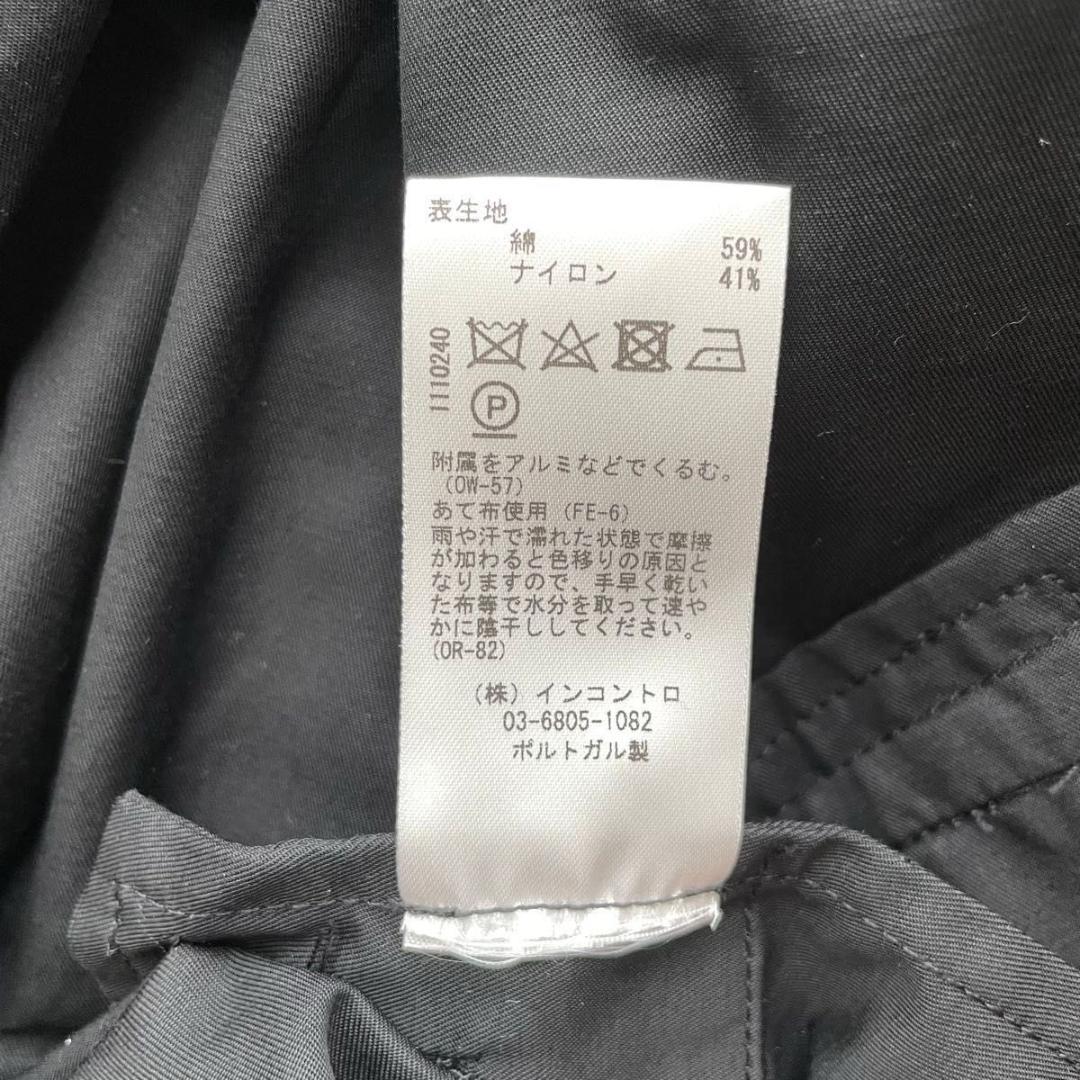 表生地
綿 59%
ナイロン 41%
1110240
P
附属をアルミなどでくるむ。
(OW-57)
あて布使用 (FE-6)
雨や汗で濡れた状態で摩擦
が加わると色移りの原因と
なりますので、手早く乾い
た布等で水分を取って速や
かに陰干ししてください。
(OR-82)
(株) インコントロ
03-6805-1082
ポルトガル製